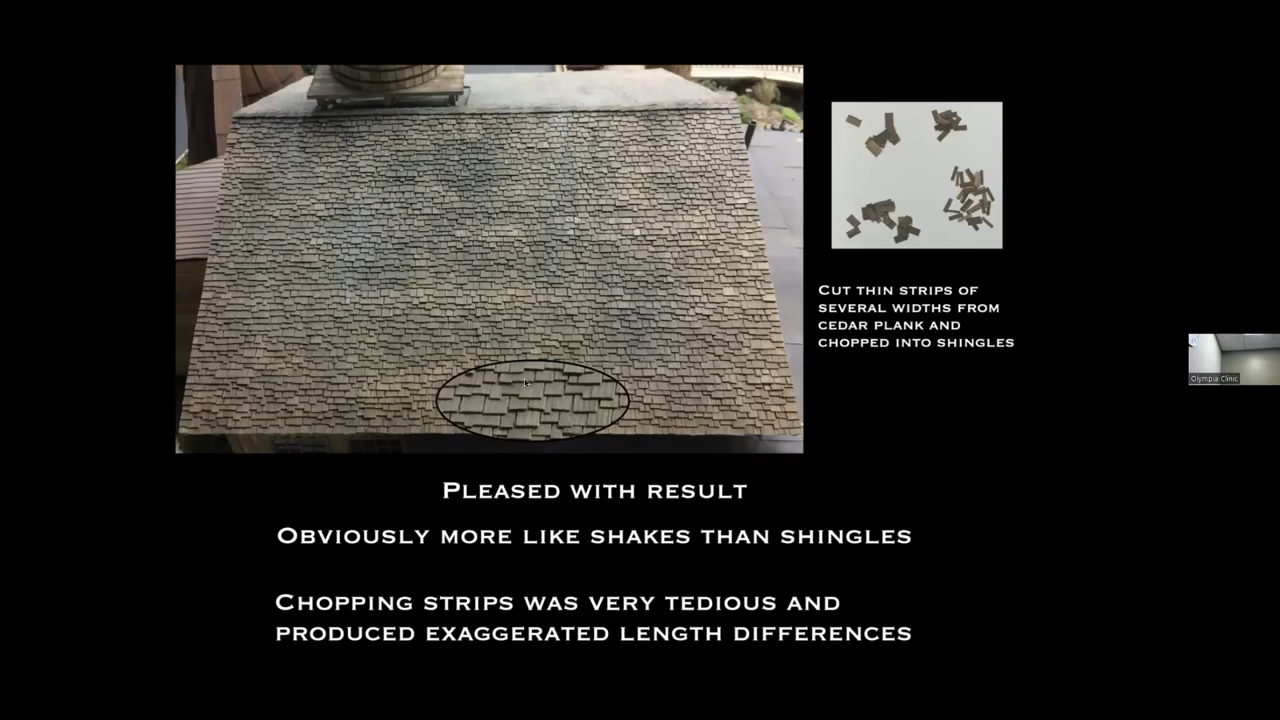 Cut thin strips of
several widths from
cedar plank and
chopped into shingles
Olympia Clinic
Pleased with result
Obviously more like shakes than shingles
Chopping strips was very tedious and
produced exaggerated length differences